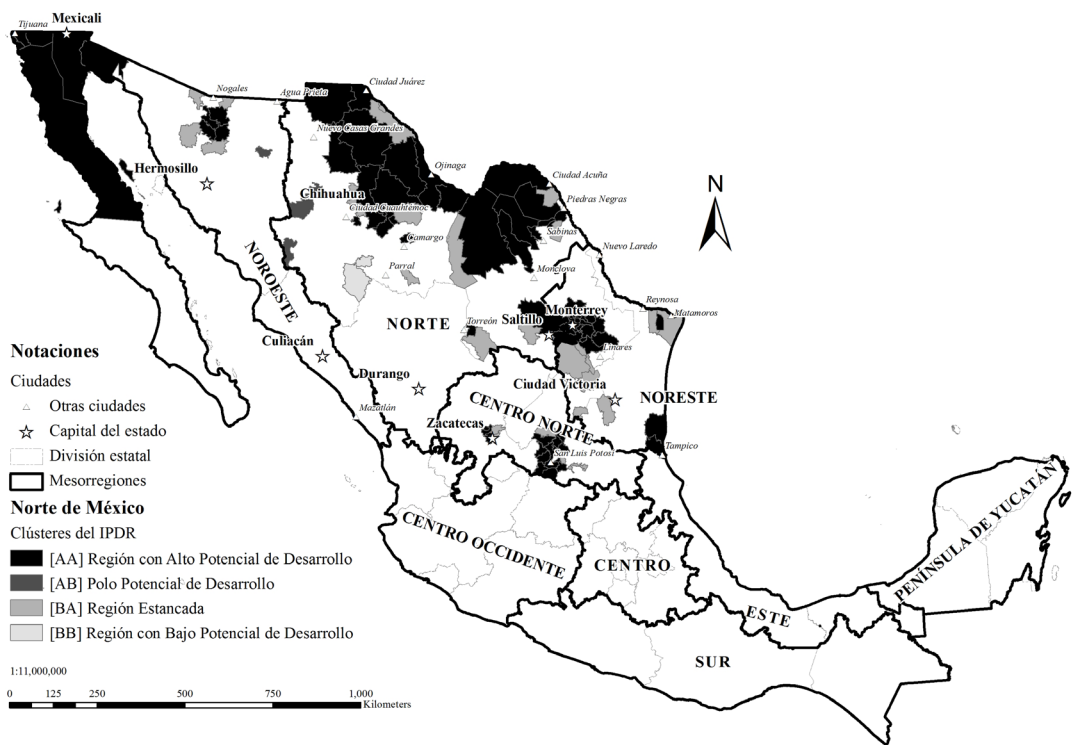 Mexicali
Tijuana
Nogales
Agua Prieta
Ciudad Juárez
Nuevo Casas Grandes
Hermosillo
Ojinaga
Ciudad Acuña
Chihuahua
Piedras Negras
Ciudad Cuauhtémoc
Camargo
Sabinas
N
Nuevo Laredo
Parral
Monclova
NOROESTE
Reynosa
Matamoros
Monterrey
Saltillo
NORTE
Torreón
Linares
Culiacán
Durango
Ciudad Victoria
NORESTE
Mazatlán
CENTRO NORTE
Zacatecas
San Luis Potosí
Tampico
CENTRO OCCIDENTE
CENTRO
PENÍNSULA DE YUCATÁN
ESTE
SUR
Notaciones
Ciudades
Otras ciudades
Capital del estado
División estatal
Mesorregiones
Norte de México
Clústeres del IPDR
[AA] Región con Alto Potencial de Desarrollo
[AB] Polo Potencial de Desarrollo
[BA] Región Estancada
[BB] Región con Bajo Potencial de Desarrollo
1:11,000,000
0 125 250 500 750 1,000
Kilometers